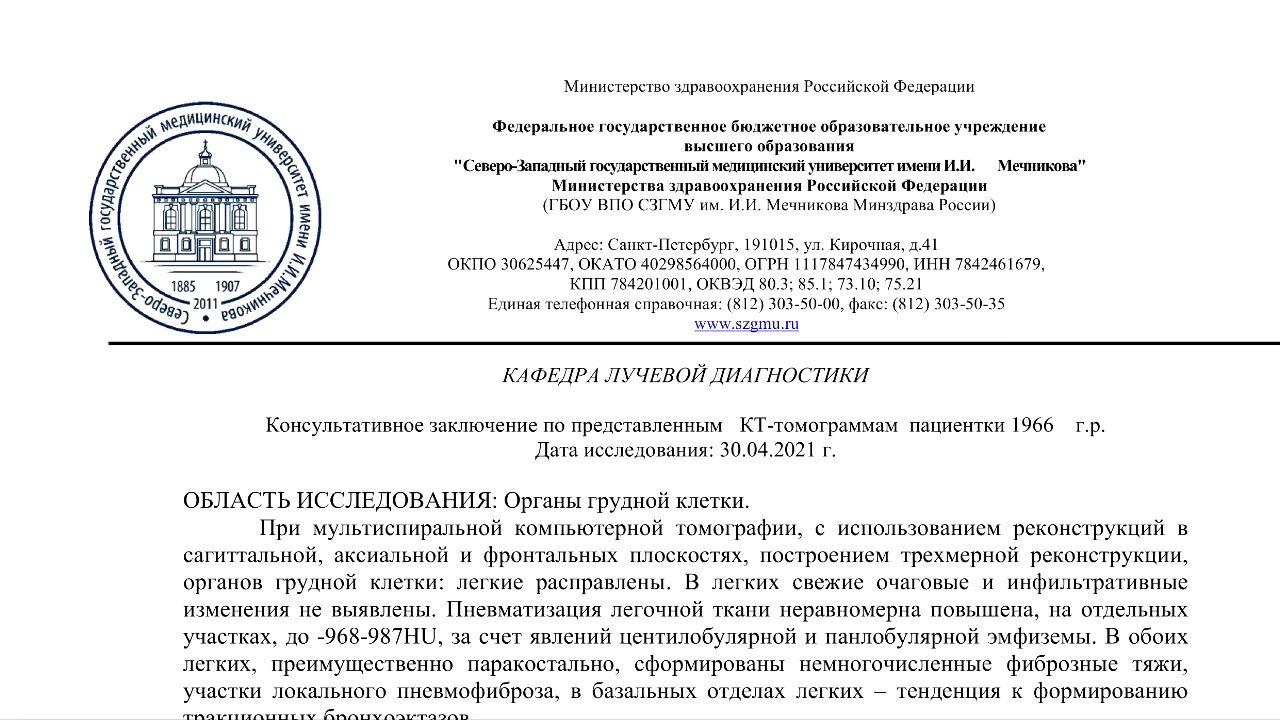 Министерство здравоохранения Российской Федерации
Федеральное государственное бюджетное образовательное учреждение
высшего образования
"Северо-Западный государственный медицинский университет имени И.И. Мечникова"
Министерства здравоохранения Российской Федерации
(ГБОУ ВПО СЗГМУ им. И.И. Мечникова Минздрава России)
Северо-Западный государственный медицинский университет имени И.И.Мечникова
1885 1907
2011
Адрес: Санкт-Петербург, 191015, ул. Кирочная, д.41
ОКПО 30625447, ОКАТО 40298564000, ОГРН 1117847434990, ИНН 7842461679,
КПП 784201001, ОКВЭД 80.3; 85.1; 73.10; 75.21
Единая телефонная справочная: (812) 303-50-00, факс: (812) 303-50-35
www.szgmu.ru
КАФЕДРА ЛУЧЕВОЙ ДИАГНОСТИКИ
Консультативное заключение по представленным КТ-томограммам пациентки 1966 г.р.
Дата исследования: 30.04.2021 г.
ОБЛАСТЬ ИССЛЕДОВАНИЯ: Органы грудной клетки.
При мультиспиральной компьютерной томографии, с использованием реконструкций в
сагиттальной, аксиальной и фронтальных плоскостях, построением трехмерной реконструкции,
органов грудной клетки: легкие расправлены. В легких свежие очаговые и инфильтративные
изменения не выявлены. Пневматизация легочной ткани неравномерна повышена, на отдельных
участках, до -968-987HU, за счет явлений центилобулярной и панлобулярной эмфиземы. В обоих
легких, преимущественно паракостально, сформированы немногочисленные фиброзные тяжи,
участки локального пневмофиброза, в базальных отделах легких – тенденция к формированию
тракционных бронхоэктазов.